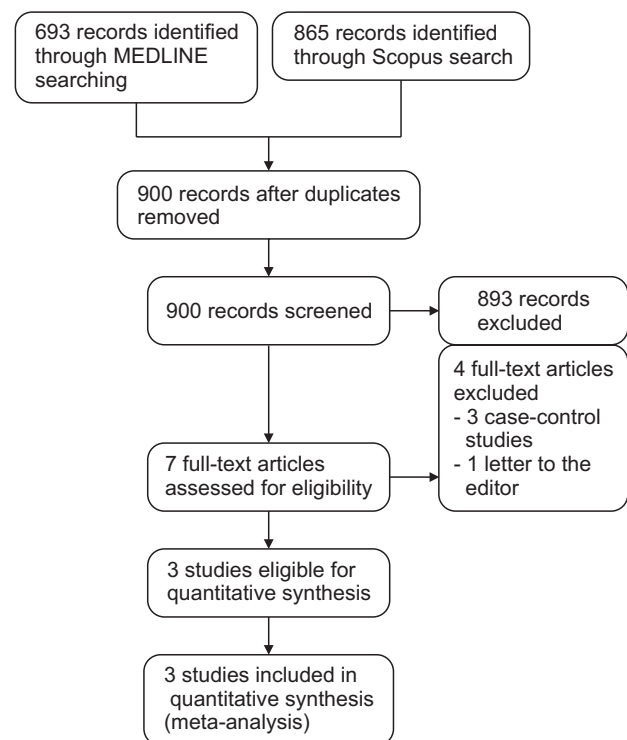 693 records identified
through MEDLINE
searching
865 records identified
through Scopus search
900 records after duplicates
removed
900 records screened
893 records
excluded
4 full-text articles
excluded
- 3 case-control
studies
- 1 letter to the
editor
7 full-text articles
assessed for eligibility
3 studies eligible for
quantitative synthesis
3 studies included in
quantitative synthesis
(meta-analysis)